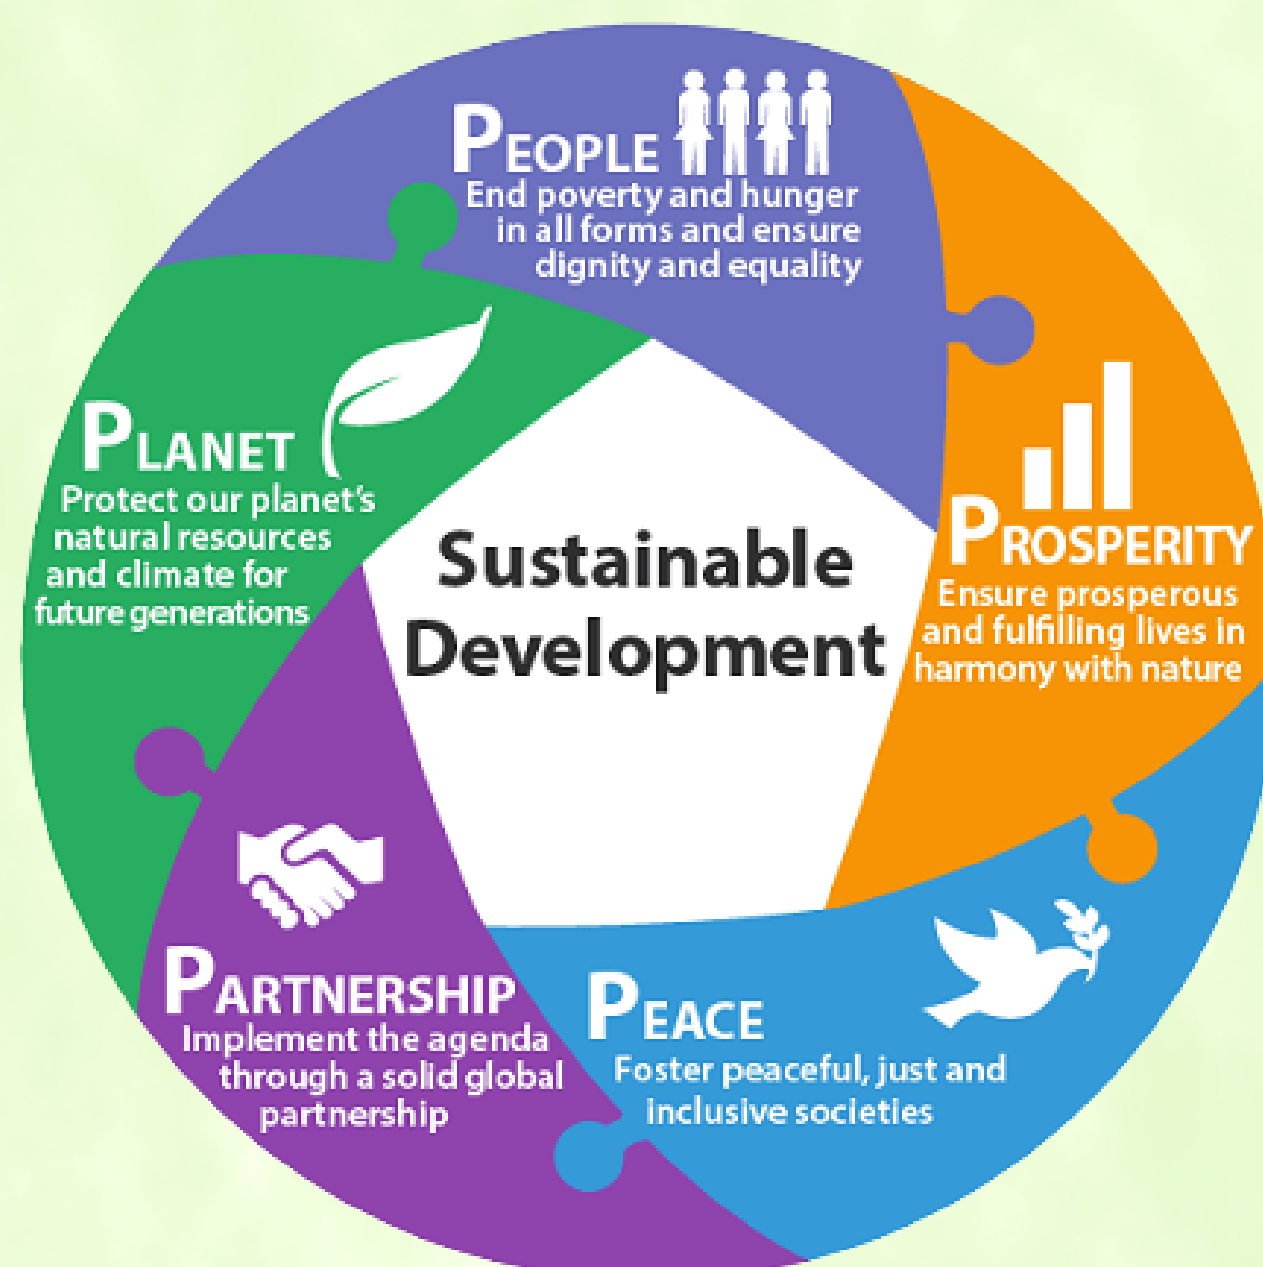 PEOPLE
End poverty and hunger
in all forms and ensure
dignity and equality
PROSPERITY
Ensure prosperous
and fulfilling lives in
harmony with nature
PEACE
Foster peaceful, just and
inclusive societies
PARTNERSHIP
Implement the agenda
through a solid global
partnership
PLANET
Protect our planet's
natural resources
and climate for
future generations
Sustainable
Development